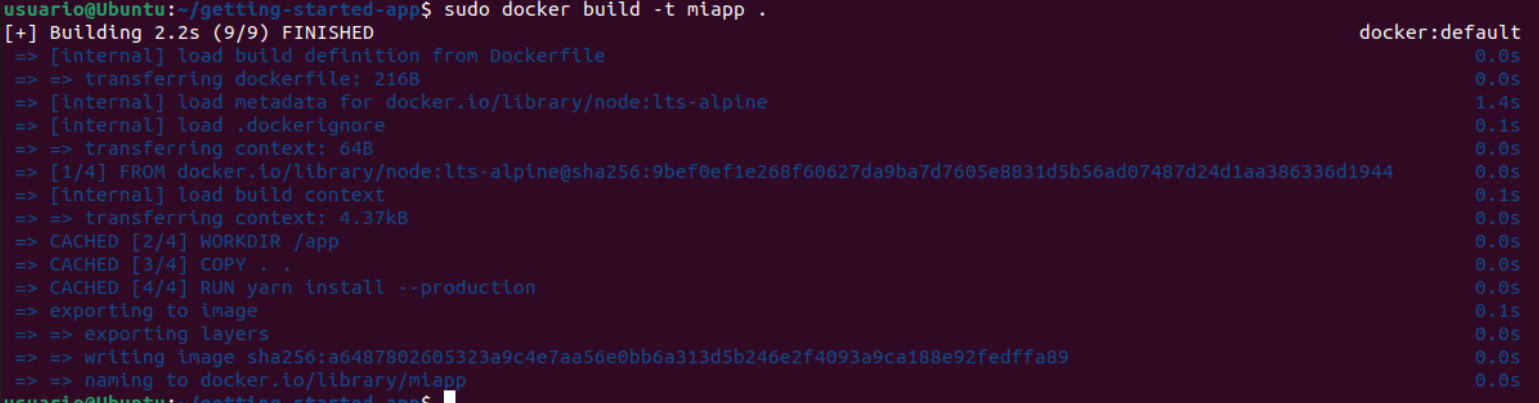 usuario@Ubuntu:~/getting-started-app$ sudo docker build -t miapp .
[+] Building 2.2s (9/9) FINISHED docker:default
=> [internal] load build definition from Dockerfile 0.0s
=> => transferring dockerfile: 216B 0.0s
=> [internal] load metadata for docker.io/library/node:lts-alpine 1.4s
=> [internal] load .dockerignore 0.1s
=> => transferring context: 64B 0.0s
=> [1/4] FROM docker.io/library/node:lts-alpine@sha256:9bef0ef1e268f60627da9ba7d7605e8831d5b56ad07487d24d1aa386336d1944 0.0s
=> [internal] load build context 0.1s
=> => transferring context: 4.37kB 0.0s
=> CACHED [2/4] WORKDIR /app 0.0s
=> CACHED [3/4] COPY . . 0.0s
=> CACHED [4/4] RUN yarn install --production 0.0s
=> exporting to image 0.1s
=> => exporting layers 0.0s
=> => writing image sha256:a6487802605323a9c4e7aa56e0bb6a313d5b246e2f4093a9ca188e92fedffa89 0.0s
=> => naming to docker.io/library/miapp 0.0s
usuario@Ubuntu:~/getting-started-app$